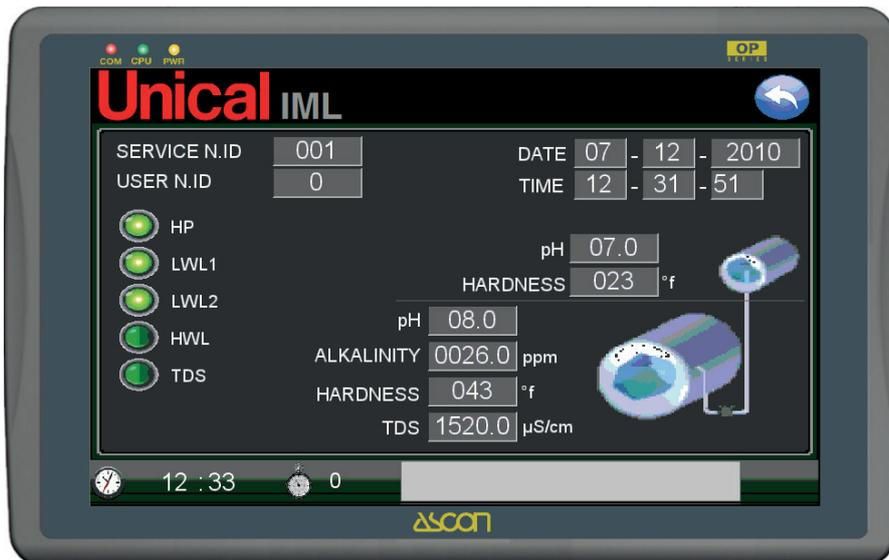 COM CPU PWR
OP
SERIES
Unical IML
SERVICE N.ID 001
USER N.ID 0
DATE 07 - 12 - 2010
TIME 12 - 31 - 51
HP
LWL1
LWL2
HWL
TDS
pH 07.0
HARDNESS 023 °f
pH 08.0
ALKALINITY 0026.0 ppm
HARDNESS 043 °f
TDS 1520.0 µS/cm
12 : 33 0
ASCON